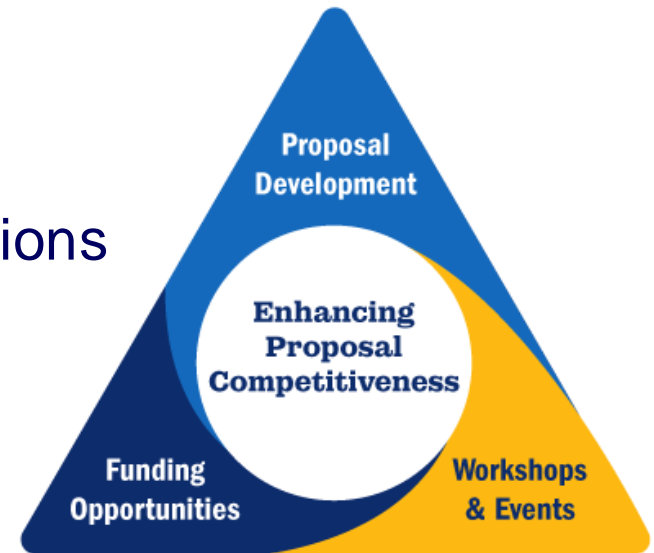 Proposal
Development
ions
Enhancing
Proposal
Competitiveness
Funding
Opportunities
Workshops
& Events